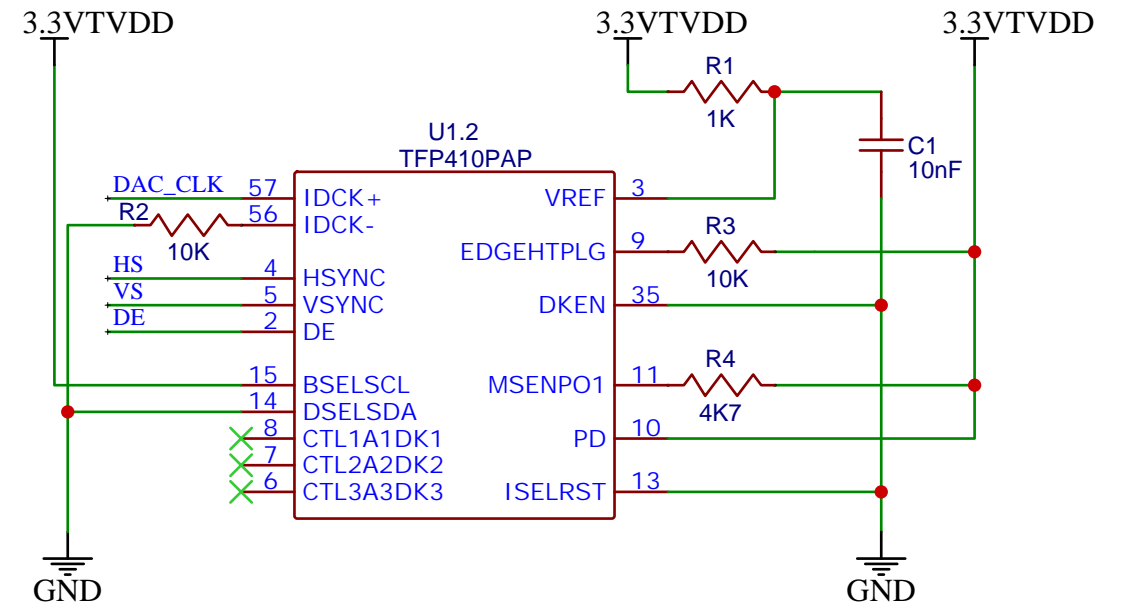 3.3VTVDD
3.3VTVDD
3.3VTVDD
R1
1K
C1
10nF
U1.2
TFP410PAP
DAC_CLK
57
IDCK+
VREF
3
R2
10K
56
IDCK-
EDGEHTPLG
9
R3
10K
HS
4
HSYNC
VS
5
VSYNC
DKEN
35
DE
2
DE
15
BSELSCL
MSENPO1
11
R4
4K7
14
DSELSDA
8
CTL1A1DK1
PD
10
7
CTL2A2DK2
6
CTL3A3DK3
ISELRST
13
GND
GND